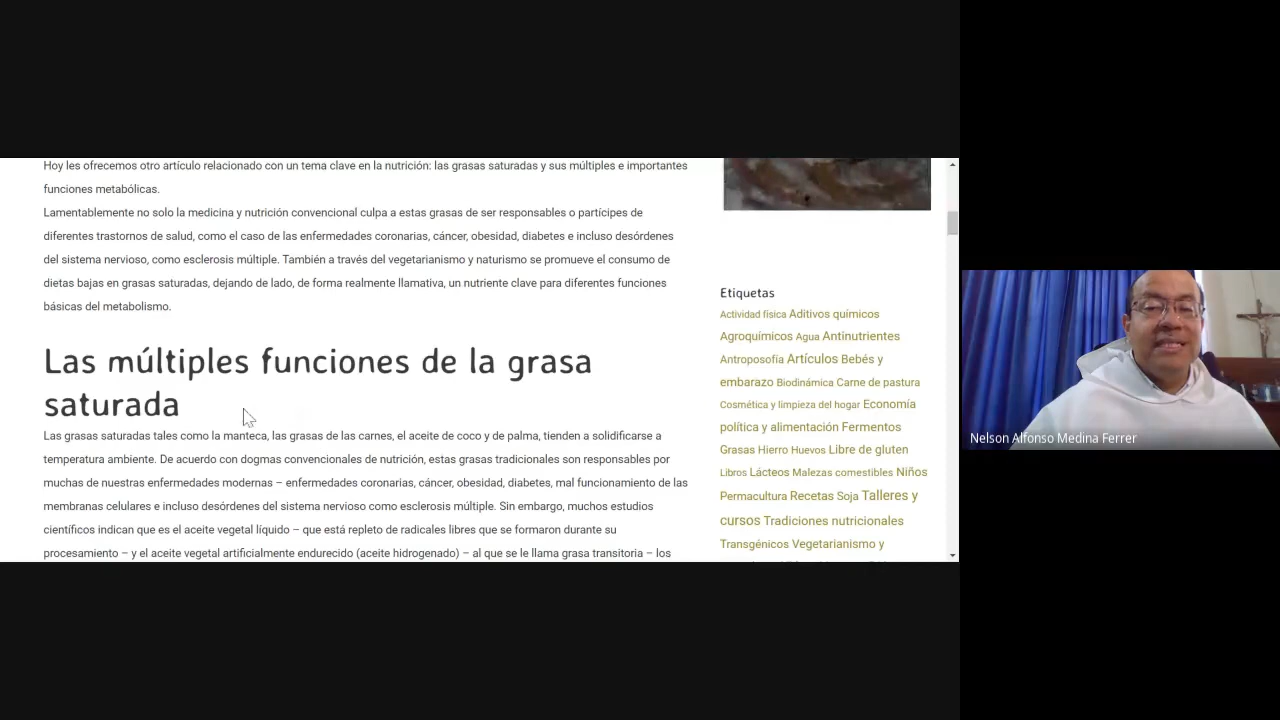 Hoy les ofrecemos otro artículo relacionado con un tema clave en la nutrición: las grasas saturadas y sus múltiples e importantes
funciones metabólicas.
Lamentablemente no solo la medicina y nutrición convencional culpa a estas grasas de ser responsables o partícipes de
diferentes trastornos de salud, como el caso de las enfermedades coronarias, cáncer, obesidad, diabetes e incluso desórdenes
del sistema nervioso, como esclerosis múltiple. También a través del vegetarianismo y naturismo se promueve el consumo de
dietas bajas en grasas saturadas, dejando de lado, de forma realmente llamativa, un nutriente clave para diferentes funciones
básicas del metabolismo.
Las múltiples funciones de la grasa
saturada
Las grasas saturadas tales como la manteca, las grasas de las carnes, el aceite de coco y de palma, tienden a solidificarse a
temperatura ambiente. De acuerdo con dogmas convencionales de nutrición, estas grasas tradicionales son responsables por
muchas de nuestras enfermedades modernas – enfermedades coronarias, cáncer, obesidad, diabetes, mal funcionamiento de las
membranas celulares e incluso desórdenes del sistema nervioso como esclerosis múltiple. Sin embargo, muchos estudios
científicos indican que es el aceite vegetal líquido – que está repleto de radicales libres que se formaron durante su
procesamiento – y el aceite vegetal artificialmente endurecido (aceite hidrogenado) – al que se le llama grasa transitoria – los
Etiquetas
Actividad física Aditivos químicos
Agroquímicos Agua Antinutrientes
Antroposofía Artículos Bebés y
embarazo Biodinámica Carne de pastura
Cosmética y limpieza del hogar Economía
política y alimentación Fermentos
Grasas Hierro Huevos Libre de gluten
Libros Lácteos Malezas comestibles Niños
Permacultura Recetas Soja Talleres y
cursos Tradiciones nutricionales
Transgénicos Vegetarianismo y
Nelson Alfonso Medina Ferrer